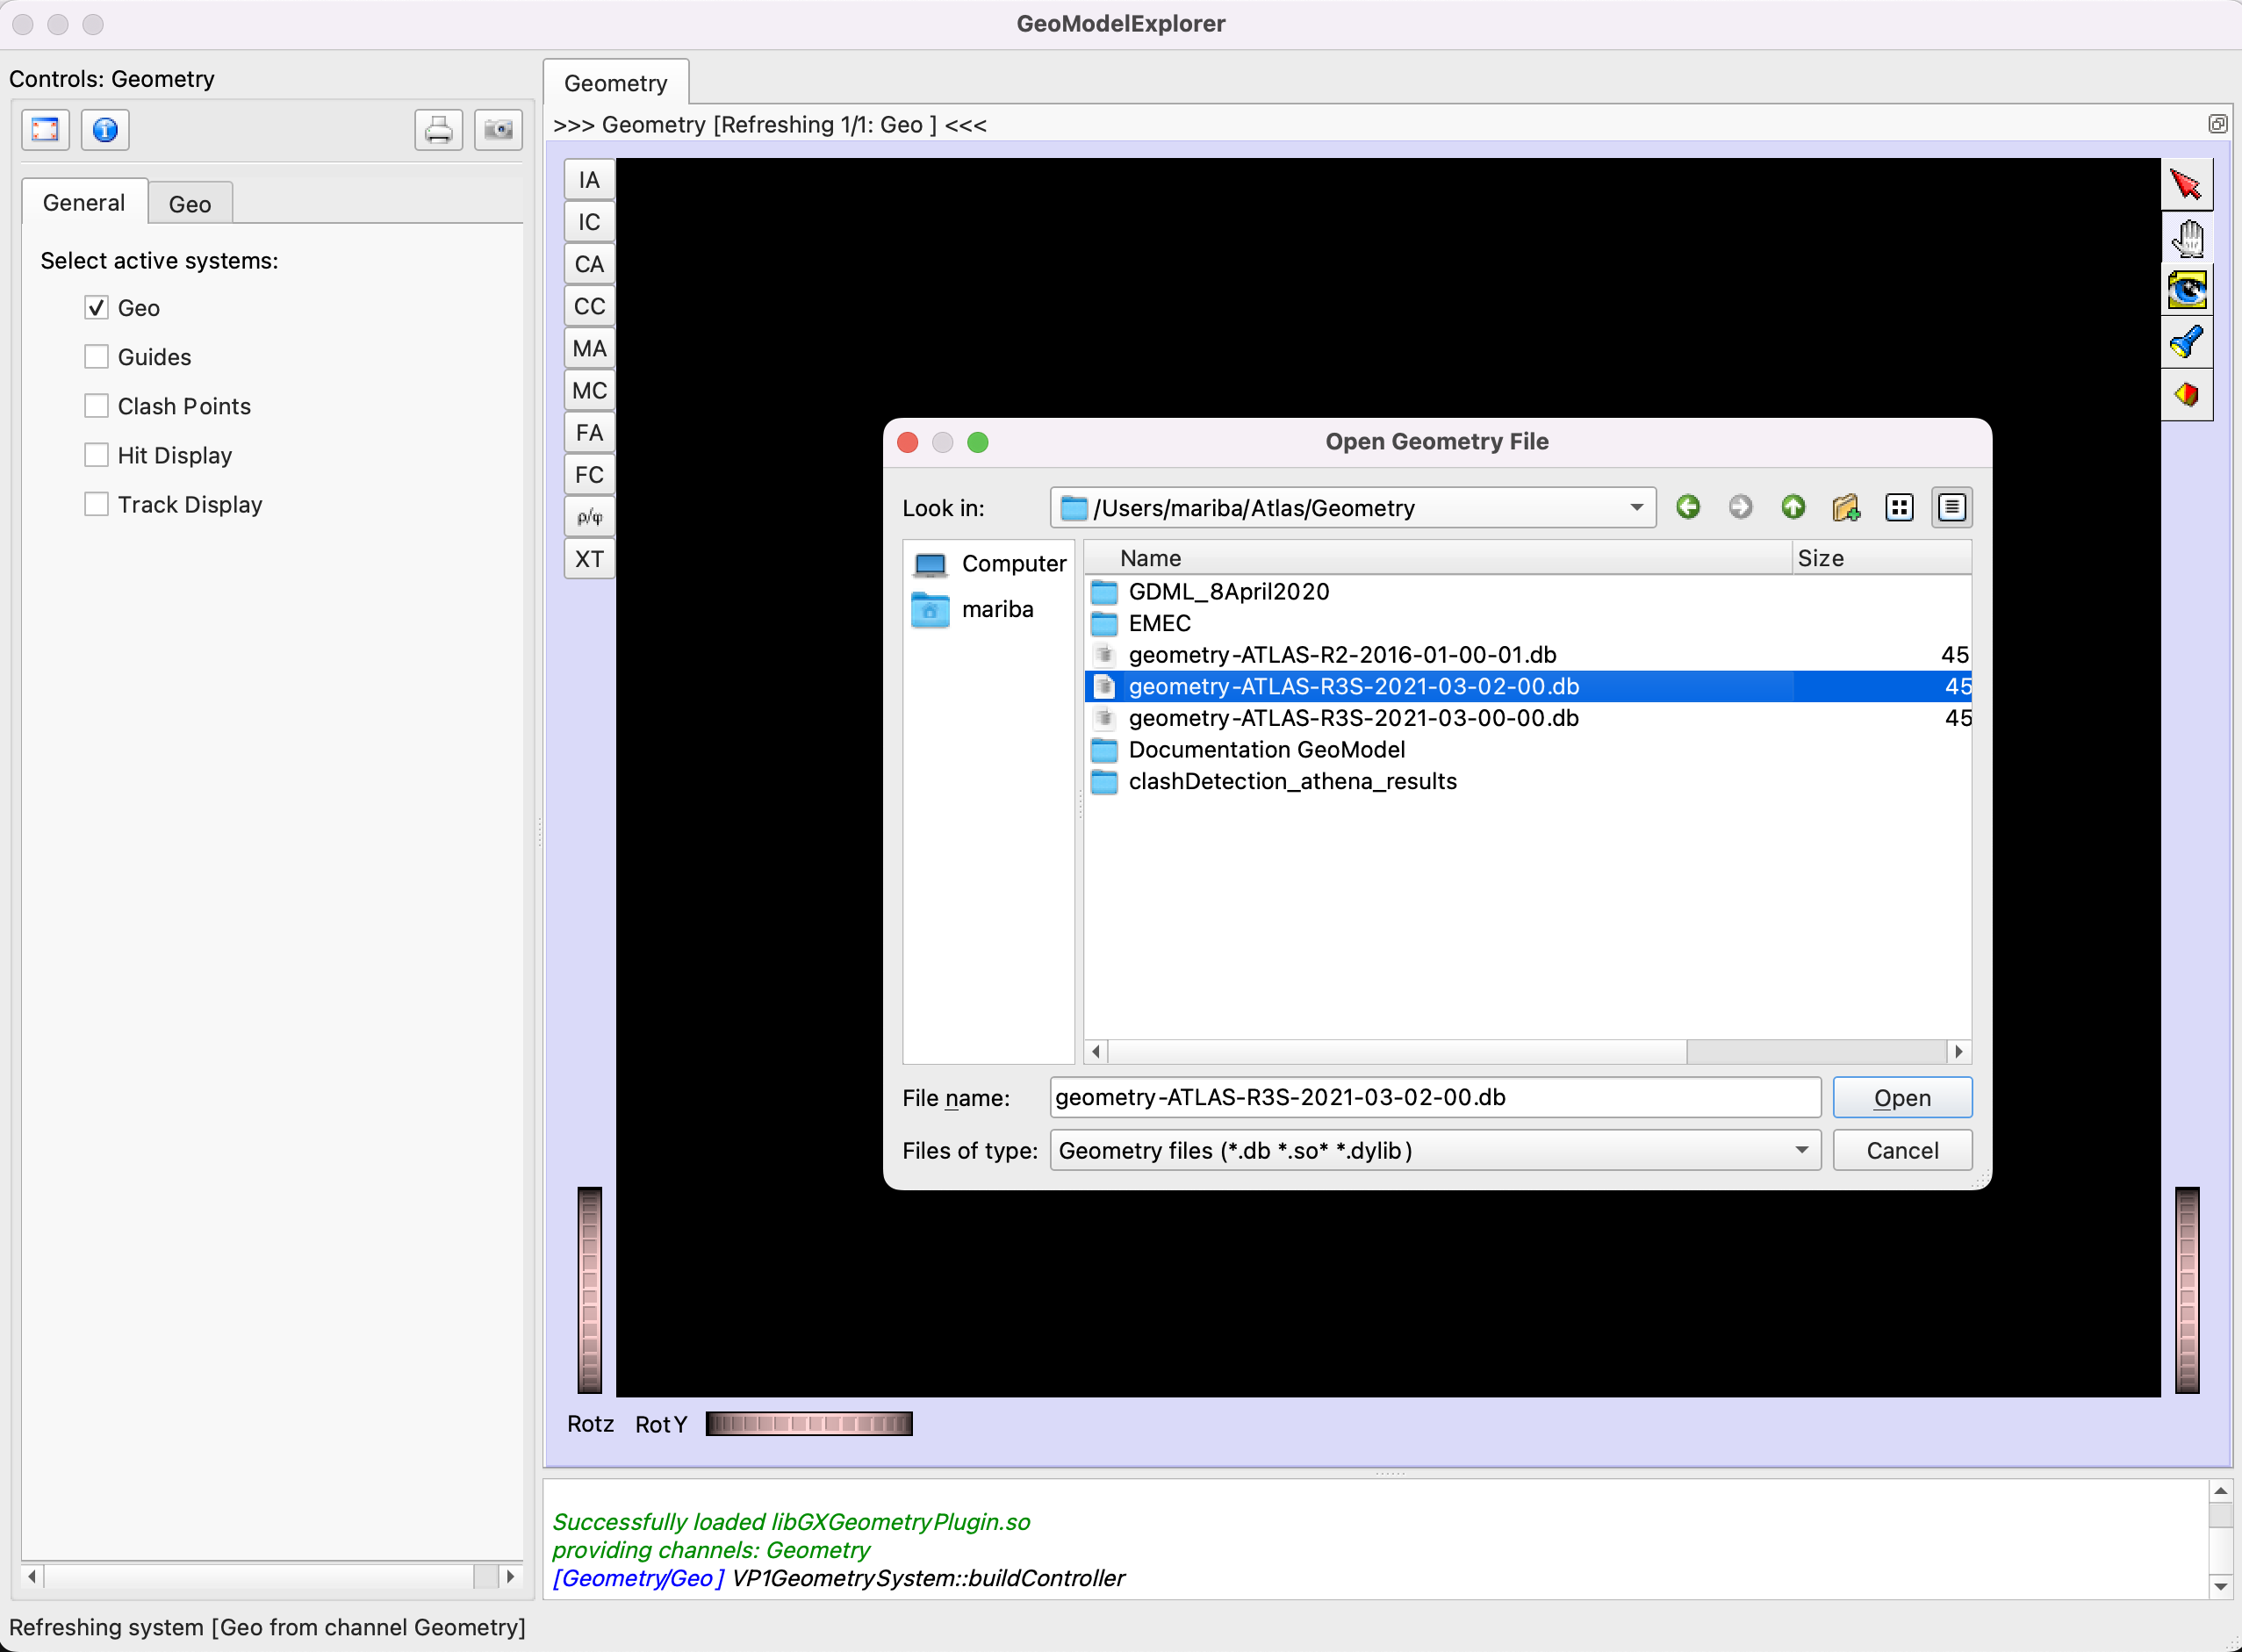 GeoModelExplorer
Controls: Geometry
General
Geo
Select active systems:
Geo
Guides
Clash Points
Hit Display
Track Display
Geometry
>>> Geometry [Refreshing 1/1: Geo ] <<<
IA
IC
CA
CC
MA
MC
FA
FC
ρ/φ
XT
Open Geometry File
Look in:
/Users/mariba/Atlas/Geometry
Computer
mariba
Name Size
GDML_8April2020
EMEC
geometry-ATLAS-R2-2016-01-00-01.db 45
geometry-ATLAS-R3S-2021-03-02-00.db 45
geometry-ATLAS-R3S-2021-03-00-00.db 45
Documentation GeoModel
clashDetection_athena_results
File name: geometry-ATLAS-R3S-2021-03-02-00.db Open
Files of type: Geometry files (*.db *.so* *.dylib) Cancel
Rotz RotY
Successfully loaded libGXGeometryPlugin.so
providing channels: Geometry
[Geometry/Geo] VP1GeometrySystem::buildController
Refreshing system [Geo from channel Geometry]